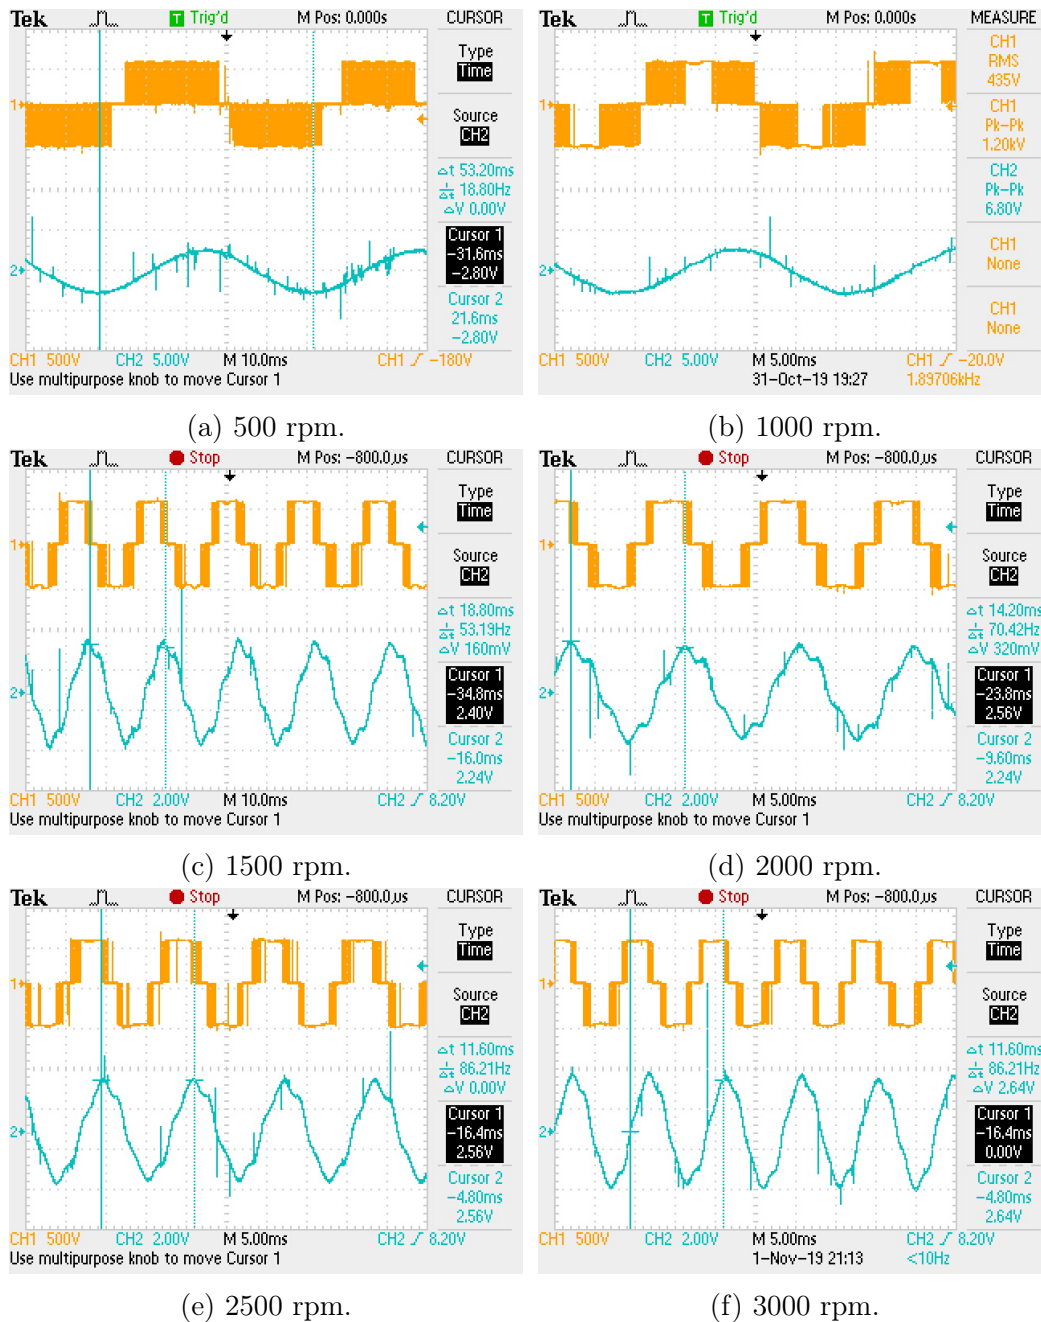 Tek Trig'd M Pos: 0.000s CURSOR
Type
Time
Source
CH2
Δt 53.20ms
1/Δt 18.80Hz
ΔV 0.00V
Cursor 1
-31.6ms
-2.80V
Cursor 2
21.6ms
-2.80V
1
2
CH1 500V CH2 5.00V M 10.0ms CH1 ∕ -180V
Use multipurpose knob to move Cursor 1
(a) 500 rpm.
Tek Trig'd M Pos: 0.000s MEASURE
CH1
RMS
435V
CH1
Pk-Pk
1.20kV
CH2
Pk-Pk
6.80V
CH1
None
CH1
None
1
2
CH1 500V CH2 5.00V M 5.00ms CH1 ∕ -20.0V
31-Oct-19 19:27 1.89706kHz
(b) 1000 rpm.
Tek Stop M Pos: -800.0µs CURSOR
Type
Time
Source
CH2
Δt 18.80ms
1/Δt 53.19Hz
ΔV 160mV
Cursor 1
-34.8ms
2.40V
Cursor 2
-16.0ms
2.24V
1
2
CH1 500V CH2 2.00V M 10.0ms CH2 ∕ 8.20V
Use multipurpose knob to move Cursor 1
(c) 1500 rpm.
Tek Stop M Pos: -800.0µs CURSOR
Type
Time
Source
CH2
Δt 14.20ms
1/Δt 70.42Hz
ΔV 320mV
Cursor 1
-23.8ms
2.56V
Cursor 2
-9.60ms
2.24V
1
2
CH1 500V CH2 2.00V M 5.00ms CH2 ∕ 8.20V
Use multipurpose knob to move Cursor 1
(d) 2000 rpm.
Tek Stop M Pos: -800.0µs CURSOR
Type
Time
Source
CH2
Δt 11.60ms
1/Δt 86.21Hz
ΔV 0.00V
Cursor 1
-16.4ms
2.56V
Cursor 2
-4.80ms
2.56V
1
2
CH1 500V CH2 2.00V M 5.00ms CH2 ∕ 8.20V
Use multipurpose knob to move Cursor 1
(e) 2500 rpm.
Tek Stop M Pos: -800.0µs CURSOR
Type
Time
Source
CH2
Δt 11.60ms
1/Δt 86.21Hz
ΔV 2.64V
Cursor 1
-16.4ms
0.00V
Cursor 2
-4.80ms
2.64V
1
2
CH1 500V CH2 2.00V M 5.00ms CH2 ∕ 8.20V
1-Nov-19 21:13 <10Hz
(f) 3000 rpm.